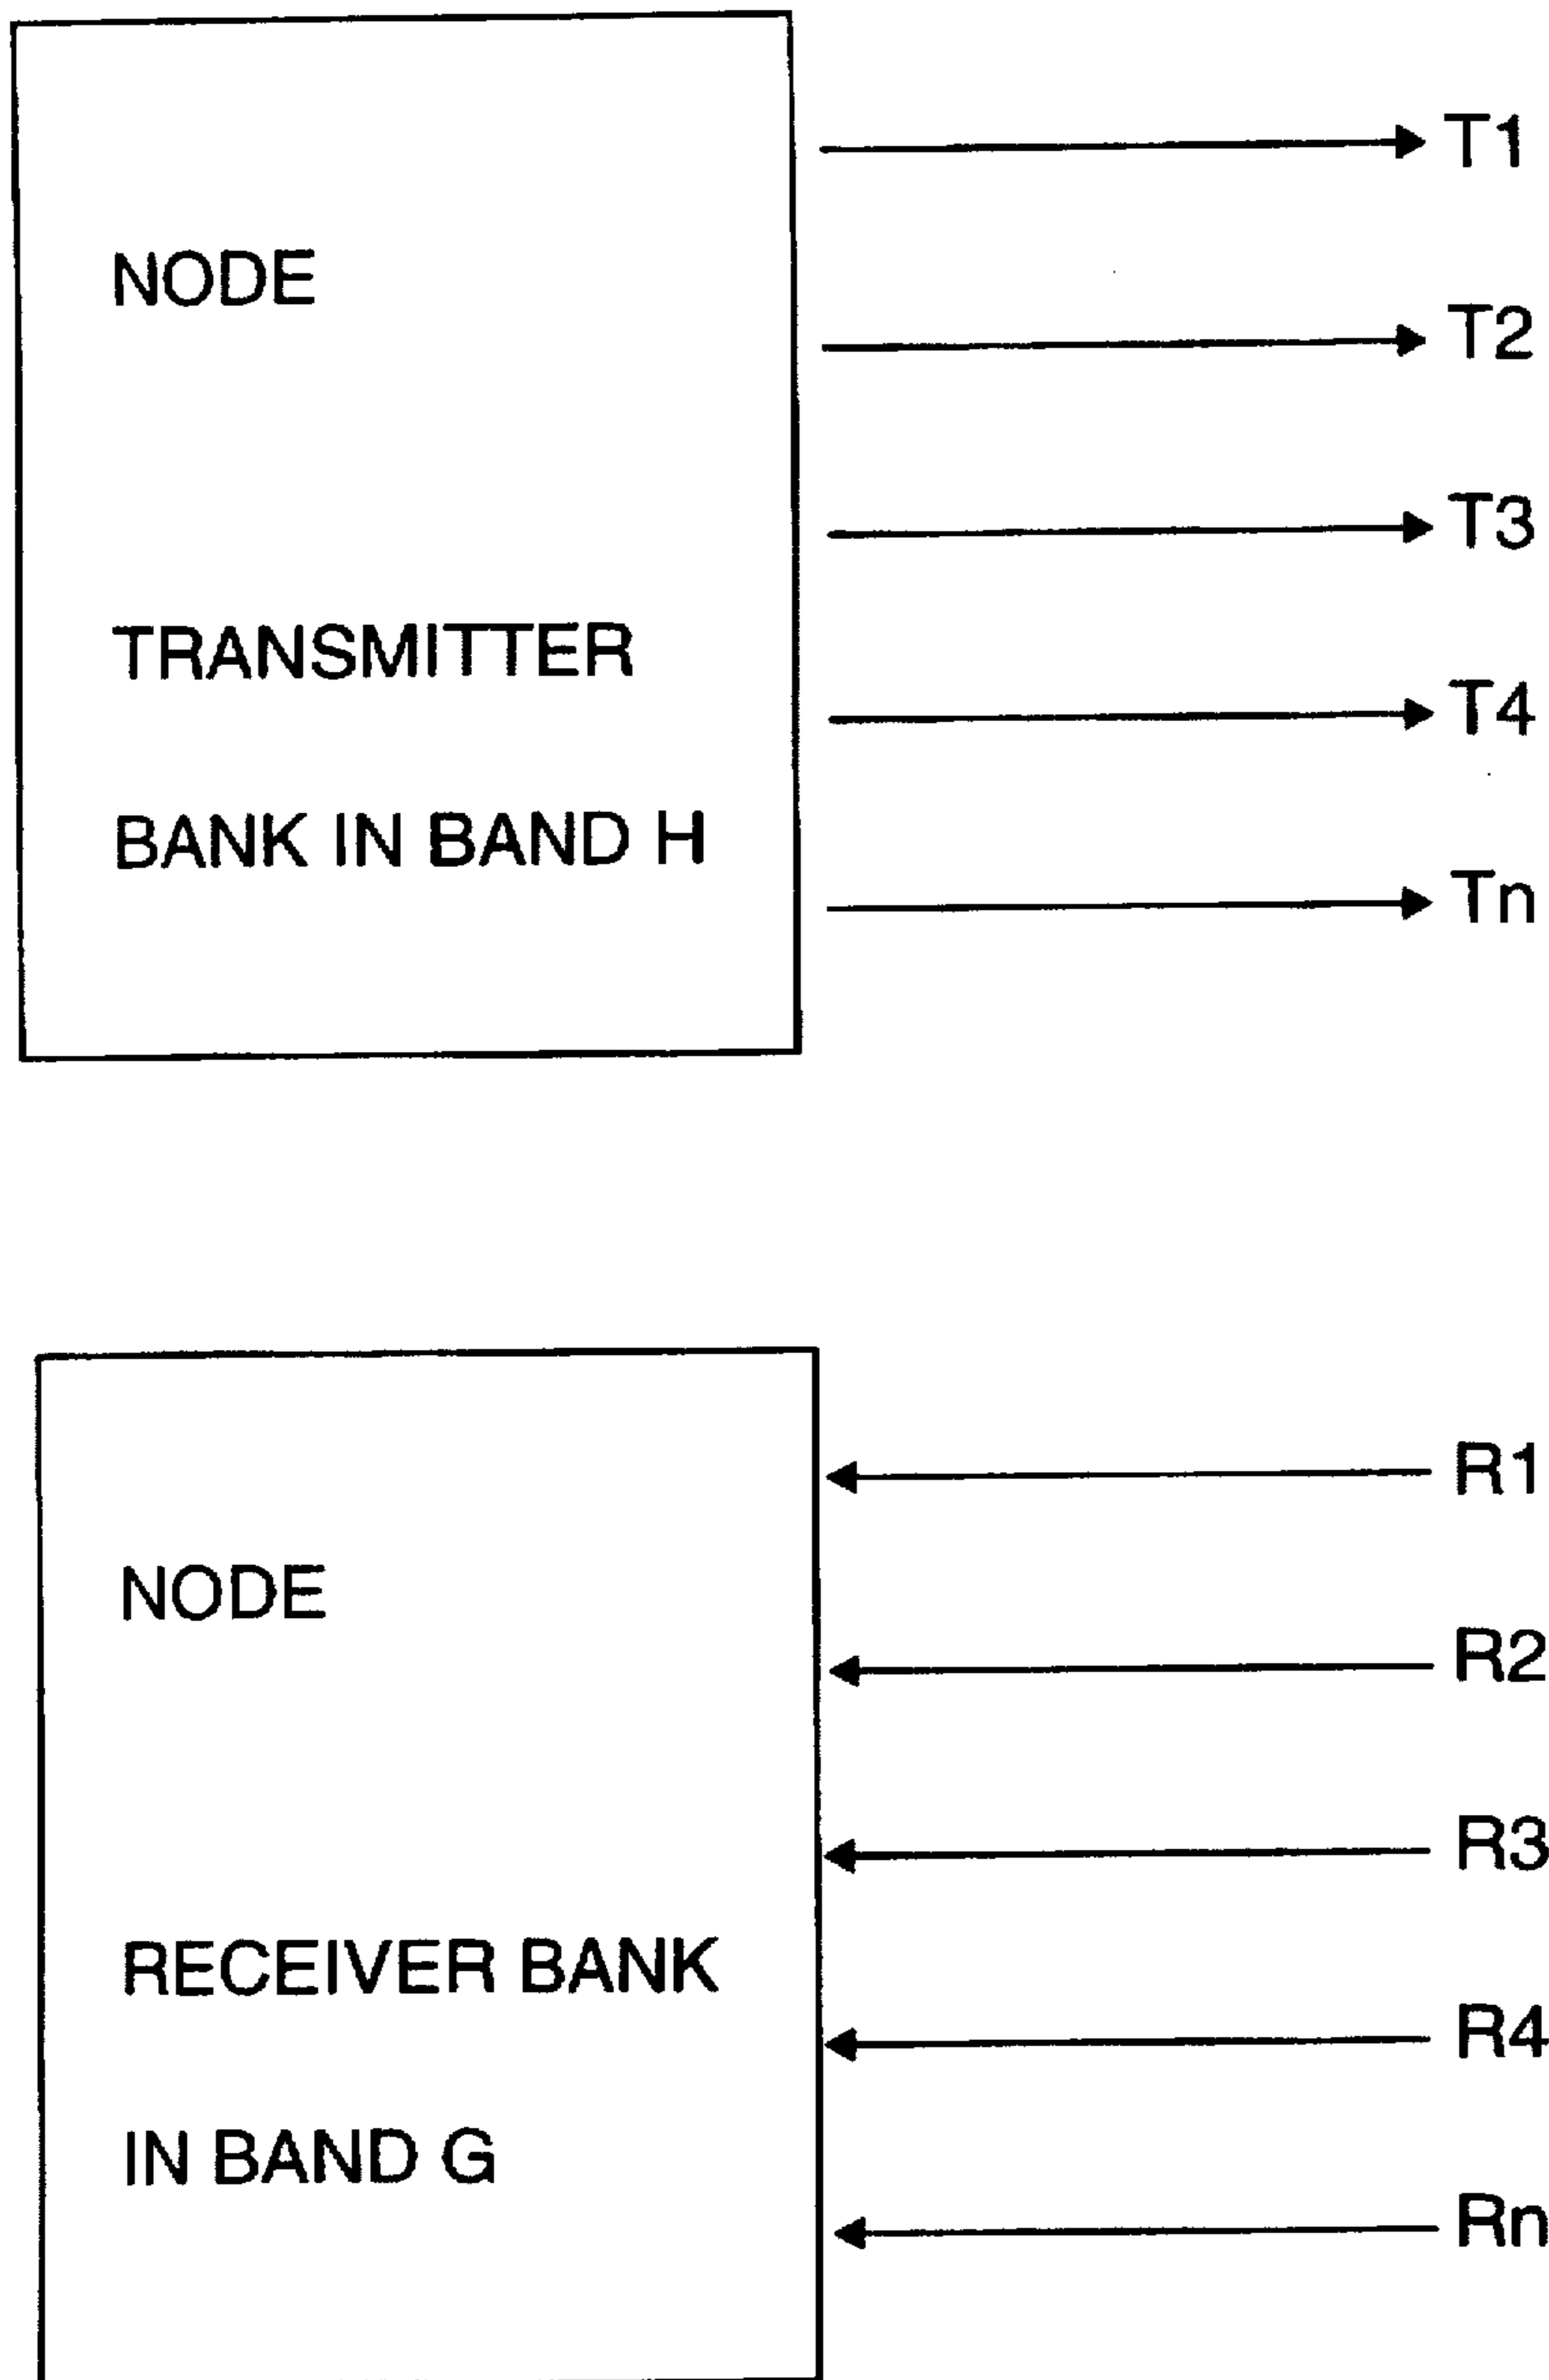 T1
NODE
T2
T3
TRANSMITTER
T4
BANK IN BAND H
Tn
R1
NODE
R2
R3
RECEIVER BANK
R4
IN BAND G
Rn